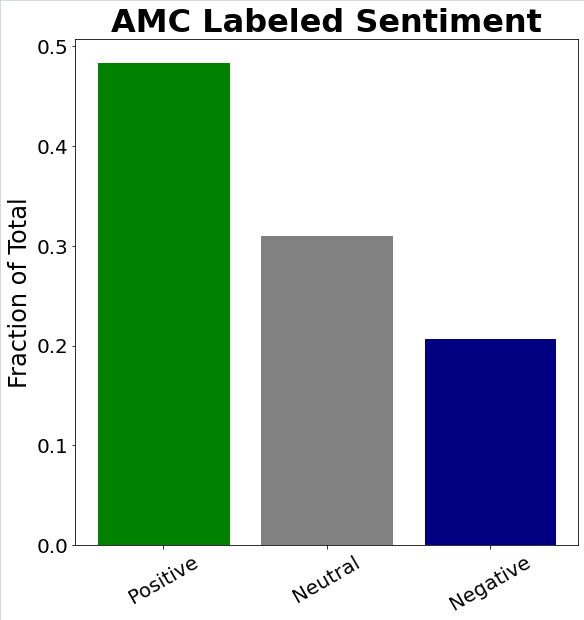 AMC Labeled Sentiment
Fraction of Total
0.5
0.4
0.3
0.2
0.1
0.0
Positive
Neutral
Negative